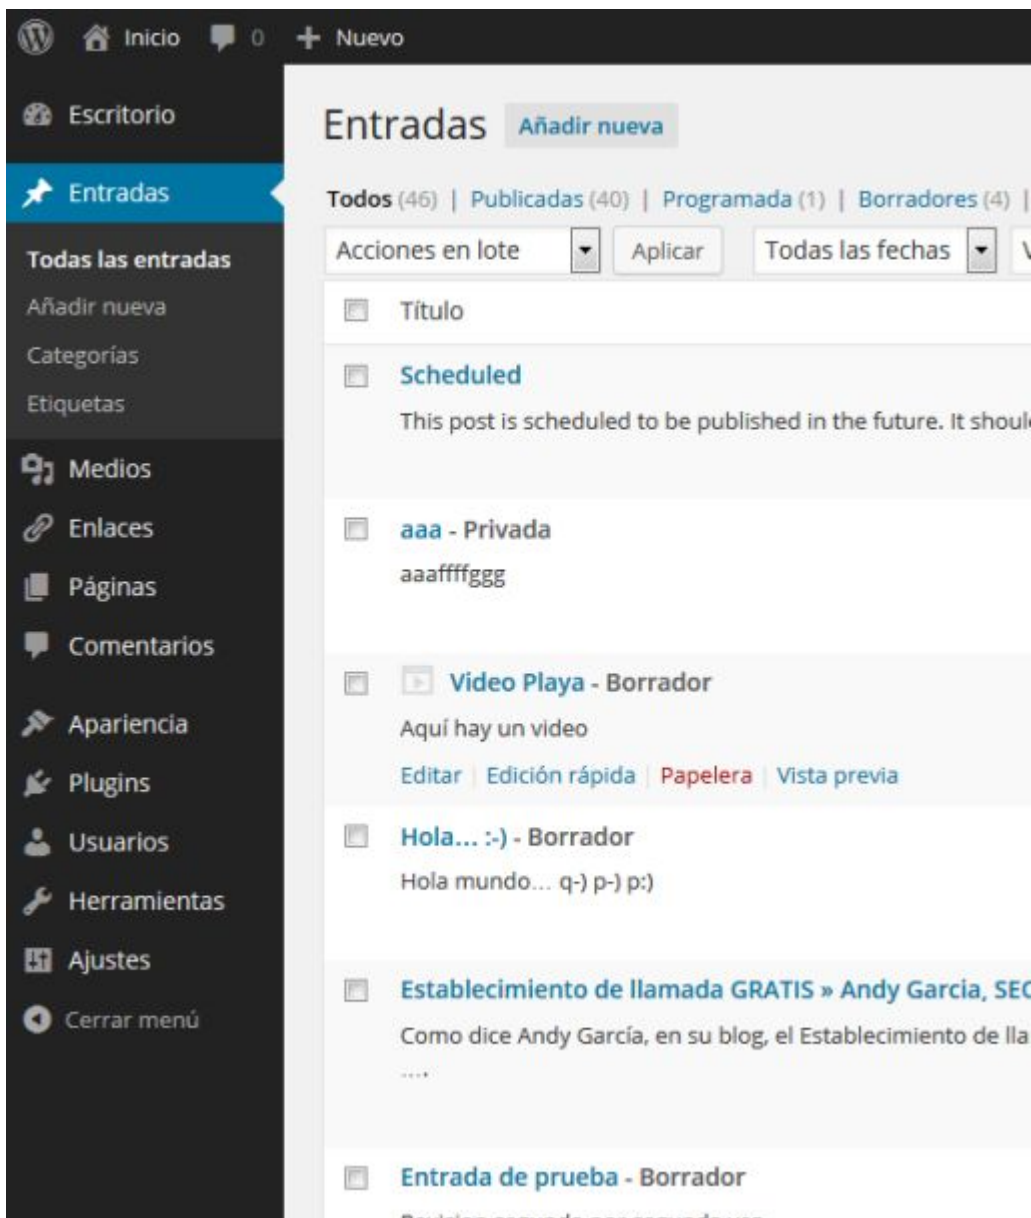 Inicio 0 + Nuevo
Escritorio
Entradas
Todas las entradas
Añadir nueva
Categorías
Etiquetas
Medios
Enlaces
Páginas
Comentarios
Apariencia
Plugins
Usuarios
Herramientas
Ajustes
Cerrar menú
Entradas Añadir nueva
Todos (46) | Publicadas (40) | Programada (1) | Borradores (4) |
Acciones en lote Aplicar Todas las fechas
Título
Scheduled
This post is scheduled to be published in the future. It
aaa - Privada
aaaffffggg
Video Playa - Borrador
Aquí hay un video
Editar | Edición rápida | Papelera | Vista previa
Hola… :-) - Borrador
Hola mundo… q-) p-) p:)
Establecimiento de llamada GRATIS » Andy Garcia,
Como dice Andy García, en su blog, el Establecimiento de
….
Entrada de prueba - Borrador